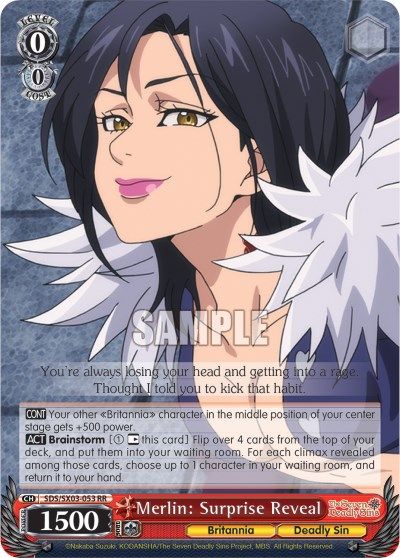 LEVEL
0
0
COST
SAMPLE
You're always losing your head and getting into a rage.
Thought I told you to kick that habit.
CONT Your other «Britannia» character in the middle position of your center
stage gets +500 power.
ACT Brainstorm [① this card] Flip over 4 cards from the top of
your deck, and put them into your waiting room. For each climax revealed
among those cards, choose up to 1 character in your waiting room, and
return it to your hand.
CH SDS/SX03-053 RR
POWER 1500
Merlin: Surprise Reveal
The Seven
Deadly Sins
Britannia Deadly Sin
©Nakaba Suzuki, KODANSHA/The Seven Deadly Sins Project, MBS. All Rights Reserved.